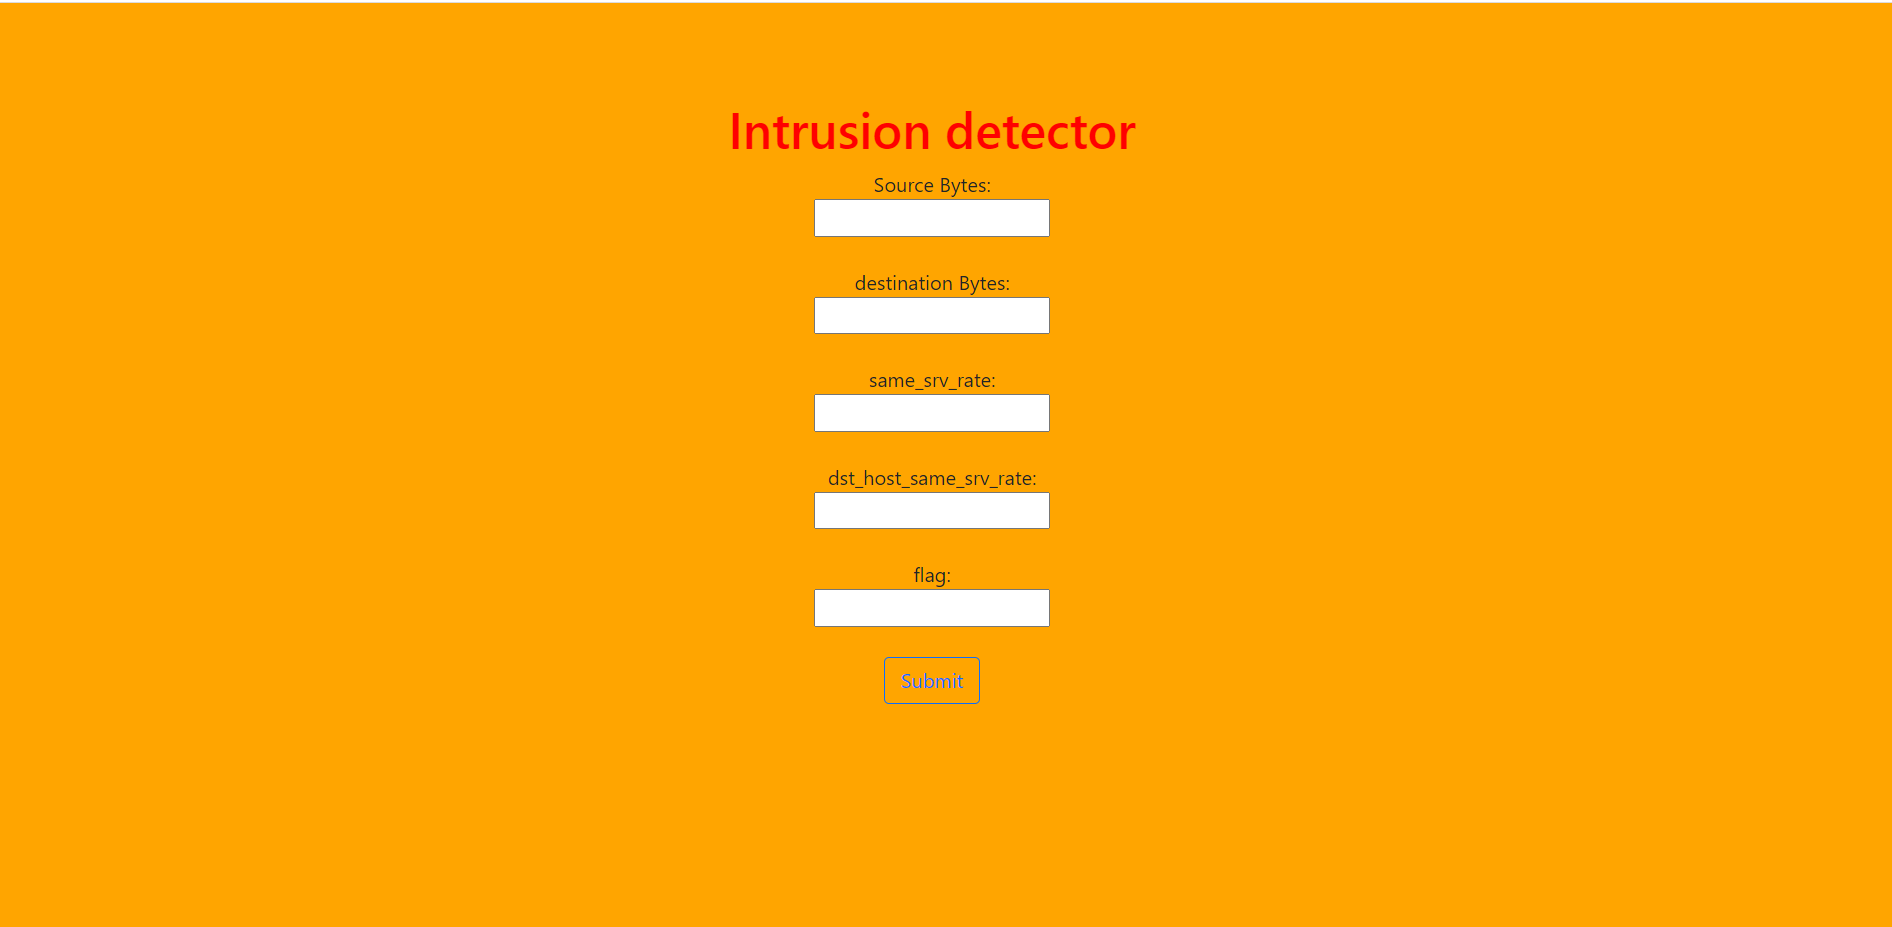 Intrusion detector
Source Bytes:
destination Bytes:
same_srv_rate:
dst_host_same_srv_rate:
flag:
Submit